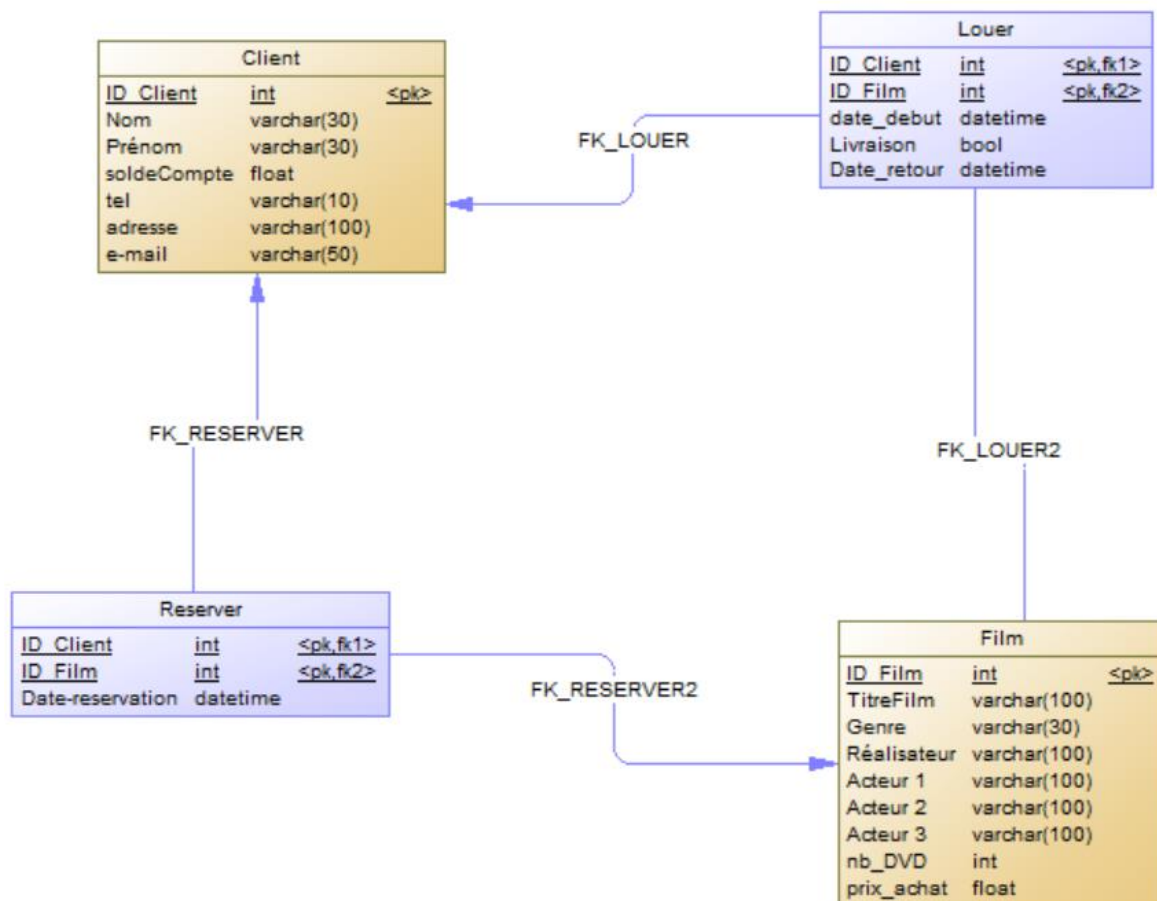 Client
ID_Client int <pk>
Nom varchar(30)
Prénom varchar(30)
soldeCompte float
tel varchar(10)
adresse varchar(100)
e-mail varchar(50)
Louer
ID_Client int <pk,fk1>
ID_Film int <pk,fk2>
date_debut datetime
Livraison bool
Date_retour datetime
FK_LOUER
FK_RESERVER
FK_LOUER2
Reserver
ID_Client int <pk,fk1>
ID_Film int <pk,fk2>
Date-reservation datetime
FK_RESERVER2
Film
ID_Film int <pk>
TitreFilm varchar(100)
Genre varchar(30)
Réalisateur varchar(100)
Acteur 1 varchar(100)
Acteur 2 varchar(100)
Acteur 3 varchar(100)
nb_DVD int
prix_achat float